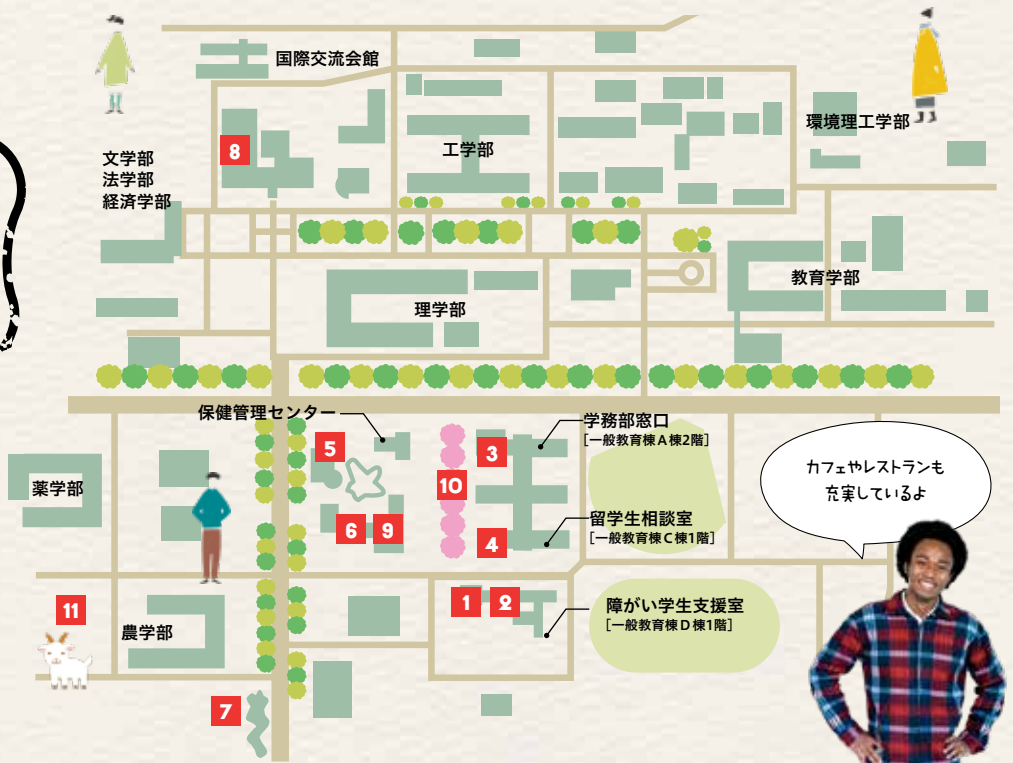 国際交流会館
環境理工学部
文学部
法学部
経済学部
8
工学部
教育学部
理学部
保健管理センター
学務部窓口
［一般教育棟A棟2階］
5
3
カフェやレストランも
充実しているよ
薬学部
10
6
9
4
留学生相談室
［一般教育棟C棟1階］
1
2
障がい学生支援室
［一般教育棟D棟1階］
11
農学部
7